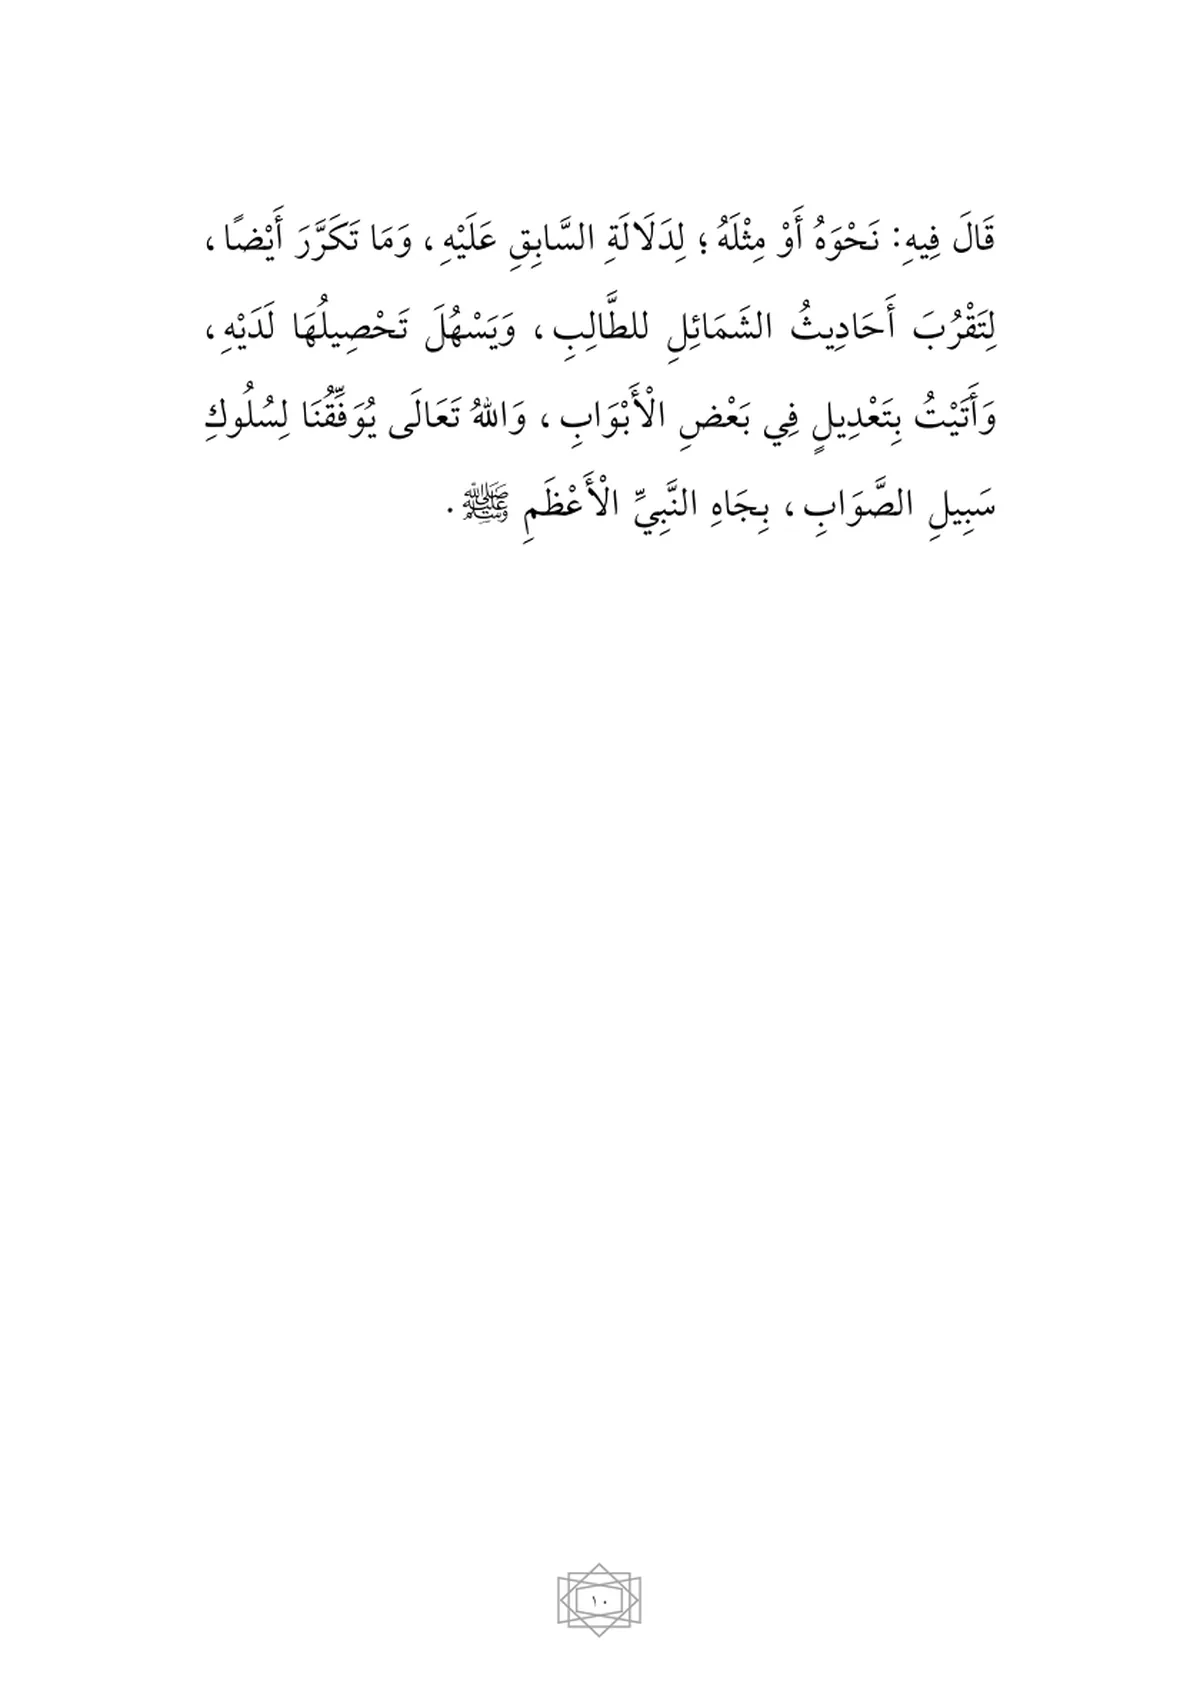 قَالَ فِيهِ: نَحْوَهُ أَوْ مِثْلَهُ؛ لِدَلَالَةِ السَّابِقِ عَلَيْهِ، وَمَا تَكَرَّرَ أَيْضًا،
لِتَقْرُبَ أَحَادِيثُ الشَمَائِلِ للطَّالِبِ، وَيَسْهُلَ تَحْصِيلُهَا لَدَيْهِ،
وَأَتَيْتُ بِتَعْدِيلٍ فِي بَعْضِ الْأَبْوَابِ، وَاللهُ تَعَالَى يُوَفِّقُنَا لِسُلُوكِ
سَبِيلِ الصَّوَابِ، بِجَاهِ النَّبِيِّ الْأَعْظَمِ ﷺ.
١٠